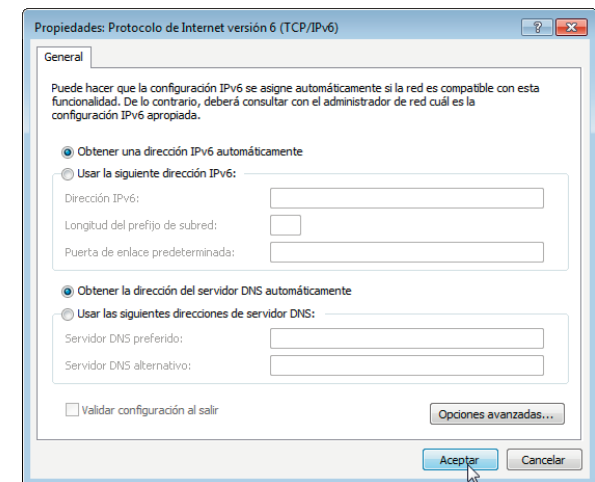 Propiedades: Protocolo de Internet versión 6 (TCP/IPv6)
General
Puede hacer que la configuración IPv6 se asigne automáticamente si la red es compatible con esta
funcionalidad. De lo contrario, deberá consultar con el administrador de red cuál es la
configuración IPv6 apropiada.
Obtener una dirección IPv6 automáticamente
Usar la siguiente dirección IPv6:
Dirección IPv6:
Longitud del prefijo de subred:
Puerta de enlace predeterminada:
Obtener la dirección del servidor DNS automáticamente
Usar las siguientes direcciones de servidor DNS:
Servidor DNS preferido:
Servidor DNS alternativo:
Validar configuración al salir
Opciones avanzadas...
Aceptar
Cancelar